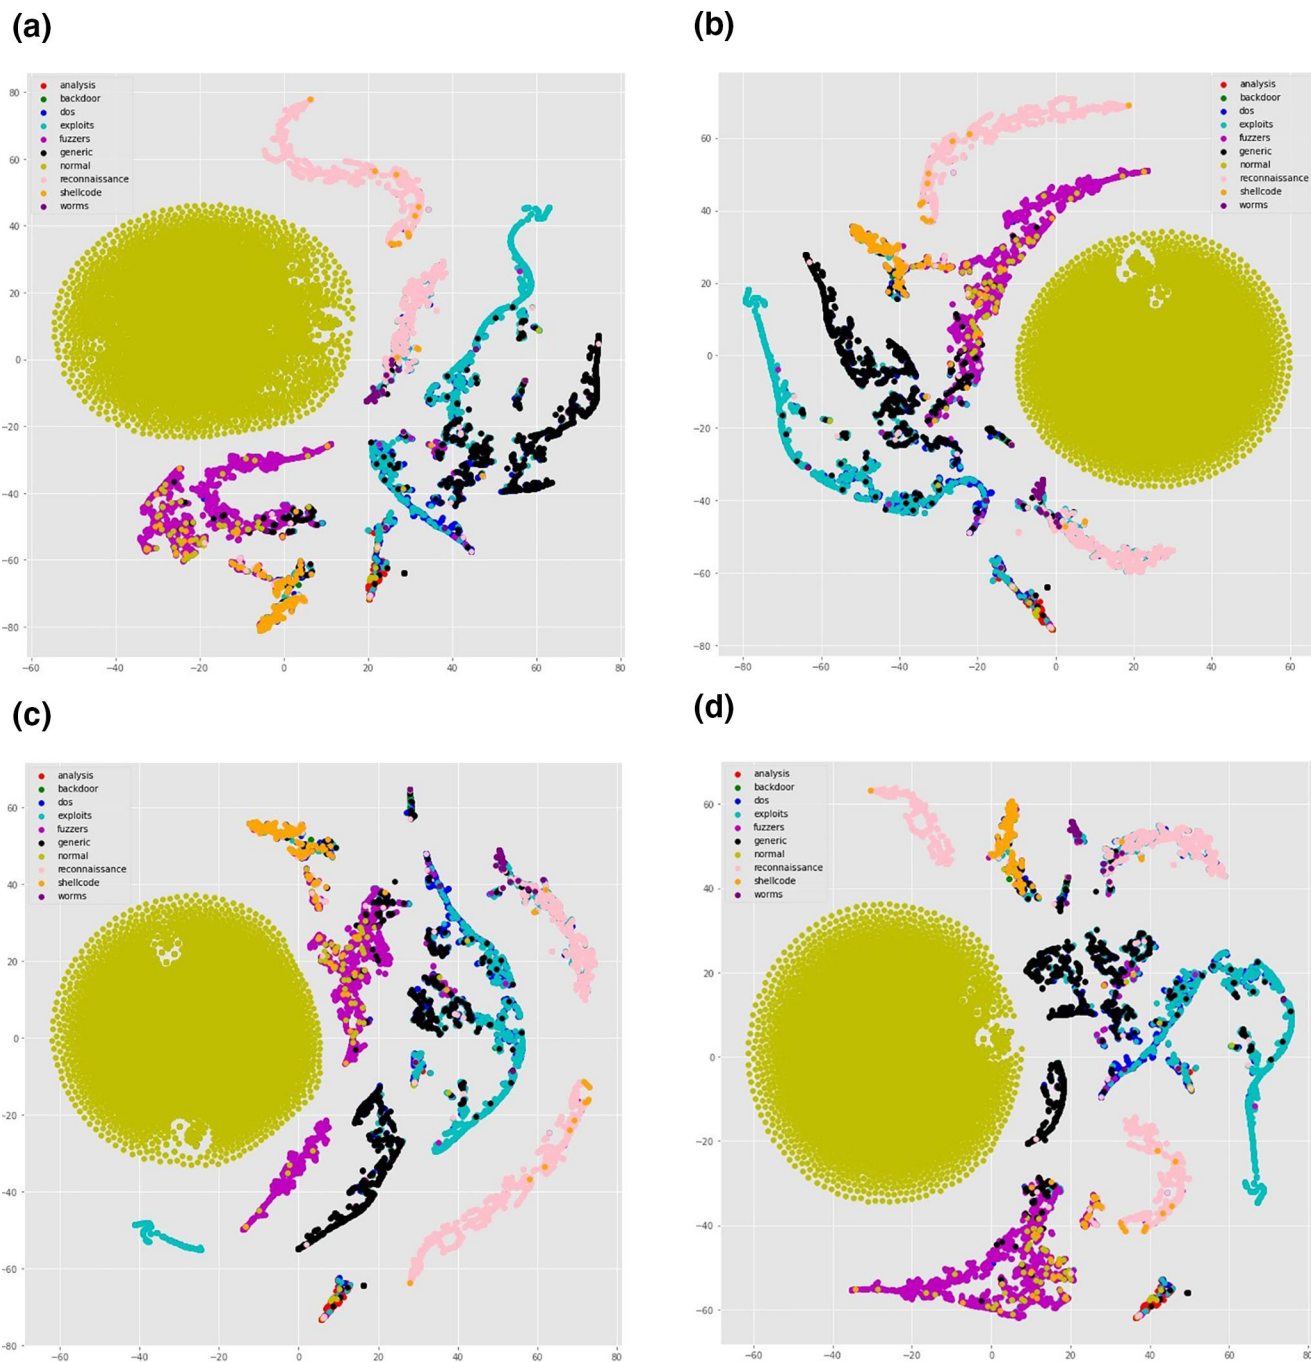 (a)
analysis
backdoor
dos
exploits
fuzzers
generic
normal
reconnaissance
shellcode
worms
80
60
40
20
0
−20
−40
−60
−80
−60 −40 −20 0 20 40 60 80
(b)
analysis
backdoor
dos
exploits
fuzzers
generic
normal
reconnaissance
shellcode
worms
60
40
20
0
−20
−40
−60
−80
−80 −60 −40 −20 0 20 40 60
(c)
analysis
backdoor
dos
exploits
fuzzers
generic
normal
reconnaissance
shellcode
worms
60
40
20
0
−20
−40
−60
−80
−60 −40 −20 0 20 40 60 80
(d)
analysis
backdoor
dos
exploits
fuzzers
generic
normal
reconnaissance
shellcode
worms
60
40
20
0
−20
−40
−60
−60 −40 −20 0 20 40 60 80